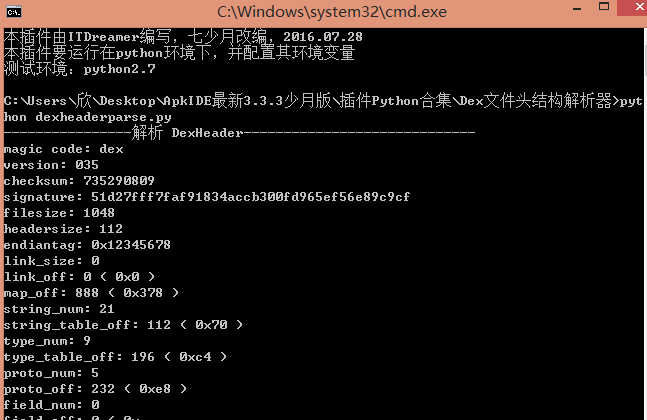 C:\Windows\system32\cmd.exe
本插件由ITDreamer编写，七少月改编，2016.07.28
本插件要运行在python环境下，并配置其环境变量
测试环境：python2.7
C:\Users\欣\Desktop\ApkIDE最新3.3.3少月版\插件Python合集\Dex文件头结构解析器>pyt
hon dexheaderparse.py
----------------解析 DexHeader-----------------------------
magic code: dex
version: 035
checksum: 735290809
signature: 51d27fff7faf91834accb300fd965ef56e89c9cf
filesize: 1048
headersize: 112
endiantag: 0x12345678
link_size: 0
link_off: 0 ( 0x0 )
map_off: 888 ( 0x378 )
string_num: 21
string_table_off: 112 ( 0x70 )
type_num: 9
type_table_off: 196 ( 0xc4 )
proto_num: 5
proto_off: 232 ( 0xe8 )
field_num: 0